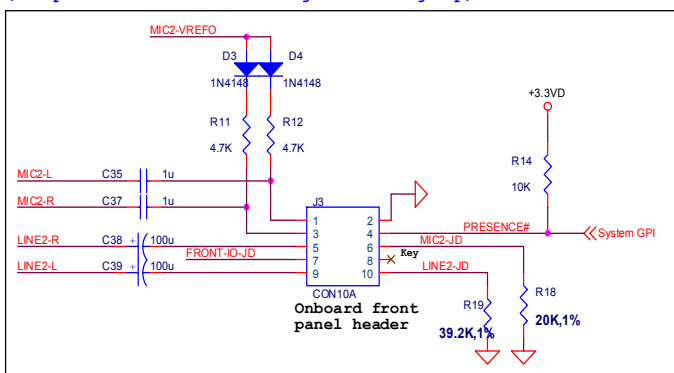 MIC2-VREFO
D3 D4
1N4148 1N4148
+3.3VD
R11 R12
4.7K 4.7K
R14
10K
MIC2-L C35 1u
MIC2-R C37 1u
J3
1 2
3 4 PRESENCE# System GPI
LINE2-R C38 + 100u 5 6 MIC2-JD
FRONT-IO-JD 7 8 Key
LINE2-L C39 + 100u 9 10 LINE2-JD
CON10A
Onboard front
panel header
R19 R18
39.2K,1% 20K,1%